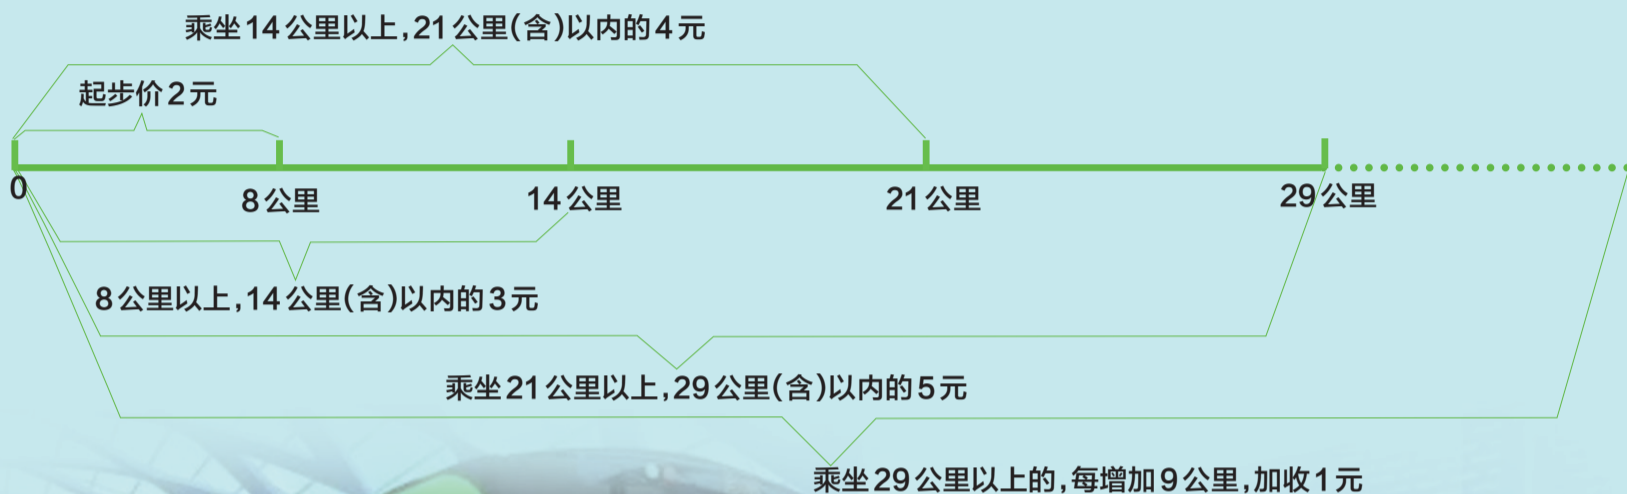 乘坐14公里以上,21公里(含)以内的4元
起步价2元
0
8公里
14公里
21公里
29公里
8公里以上,14公里(含)以内的3元
乘坐21公里以上,29公里(含)以内的5元
乘坐29公里以上的,每增加9公里,加收1元